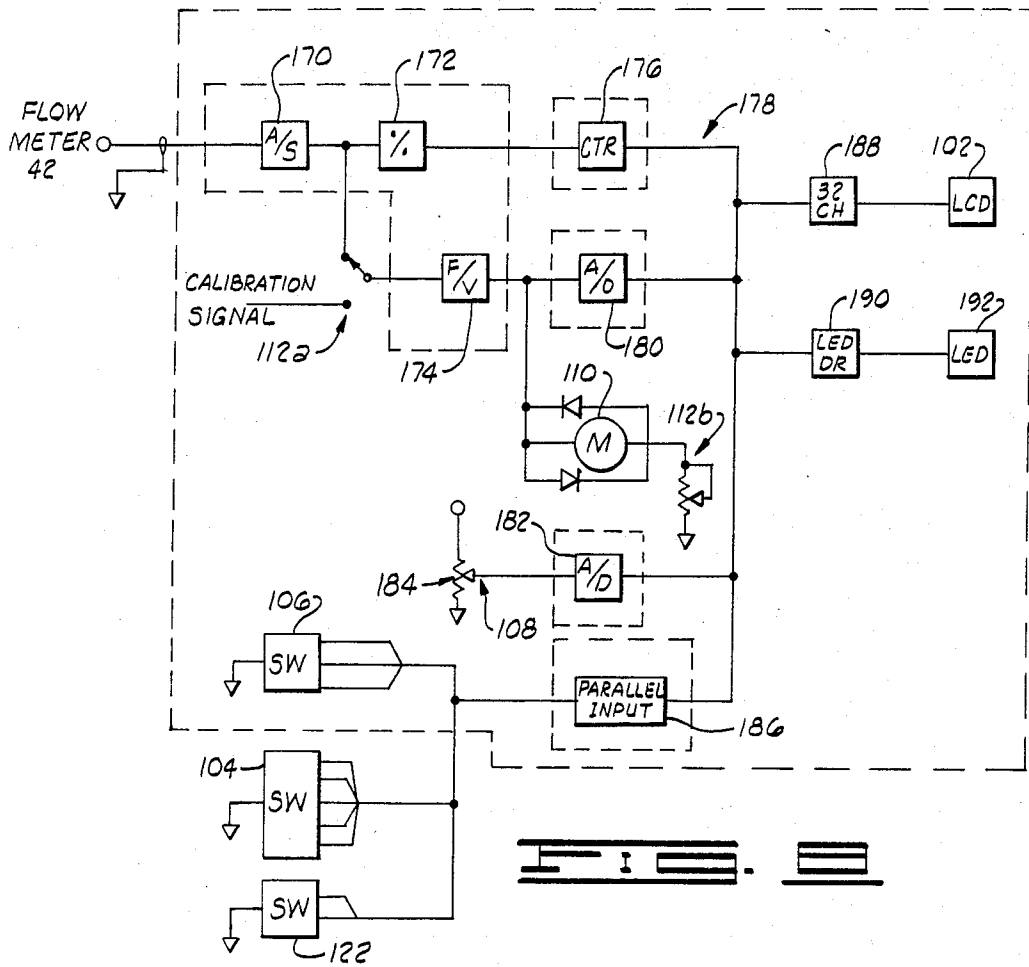 170
172
176
178
FLOW
METER
42
A/S
÷
CTR
188
102
32
CH
LCD
CALIBRATION
SIGNAL
112a
F/V
174
A/D
180
190
192
LED
DR
LED
110
M
112b
182
A/D
184
108
106
SW
PARALLEL
INPUT
186
104
SW
SW
122